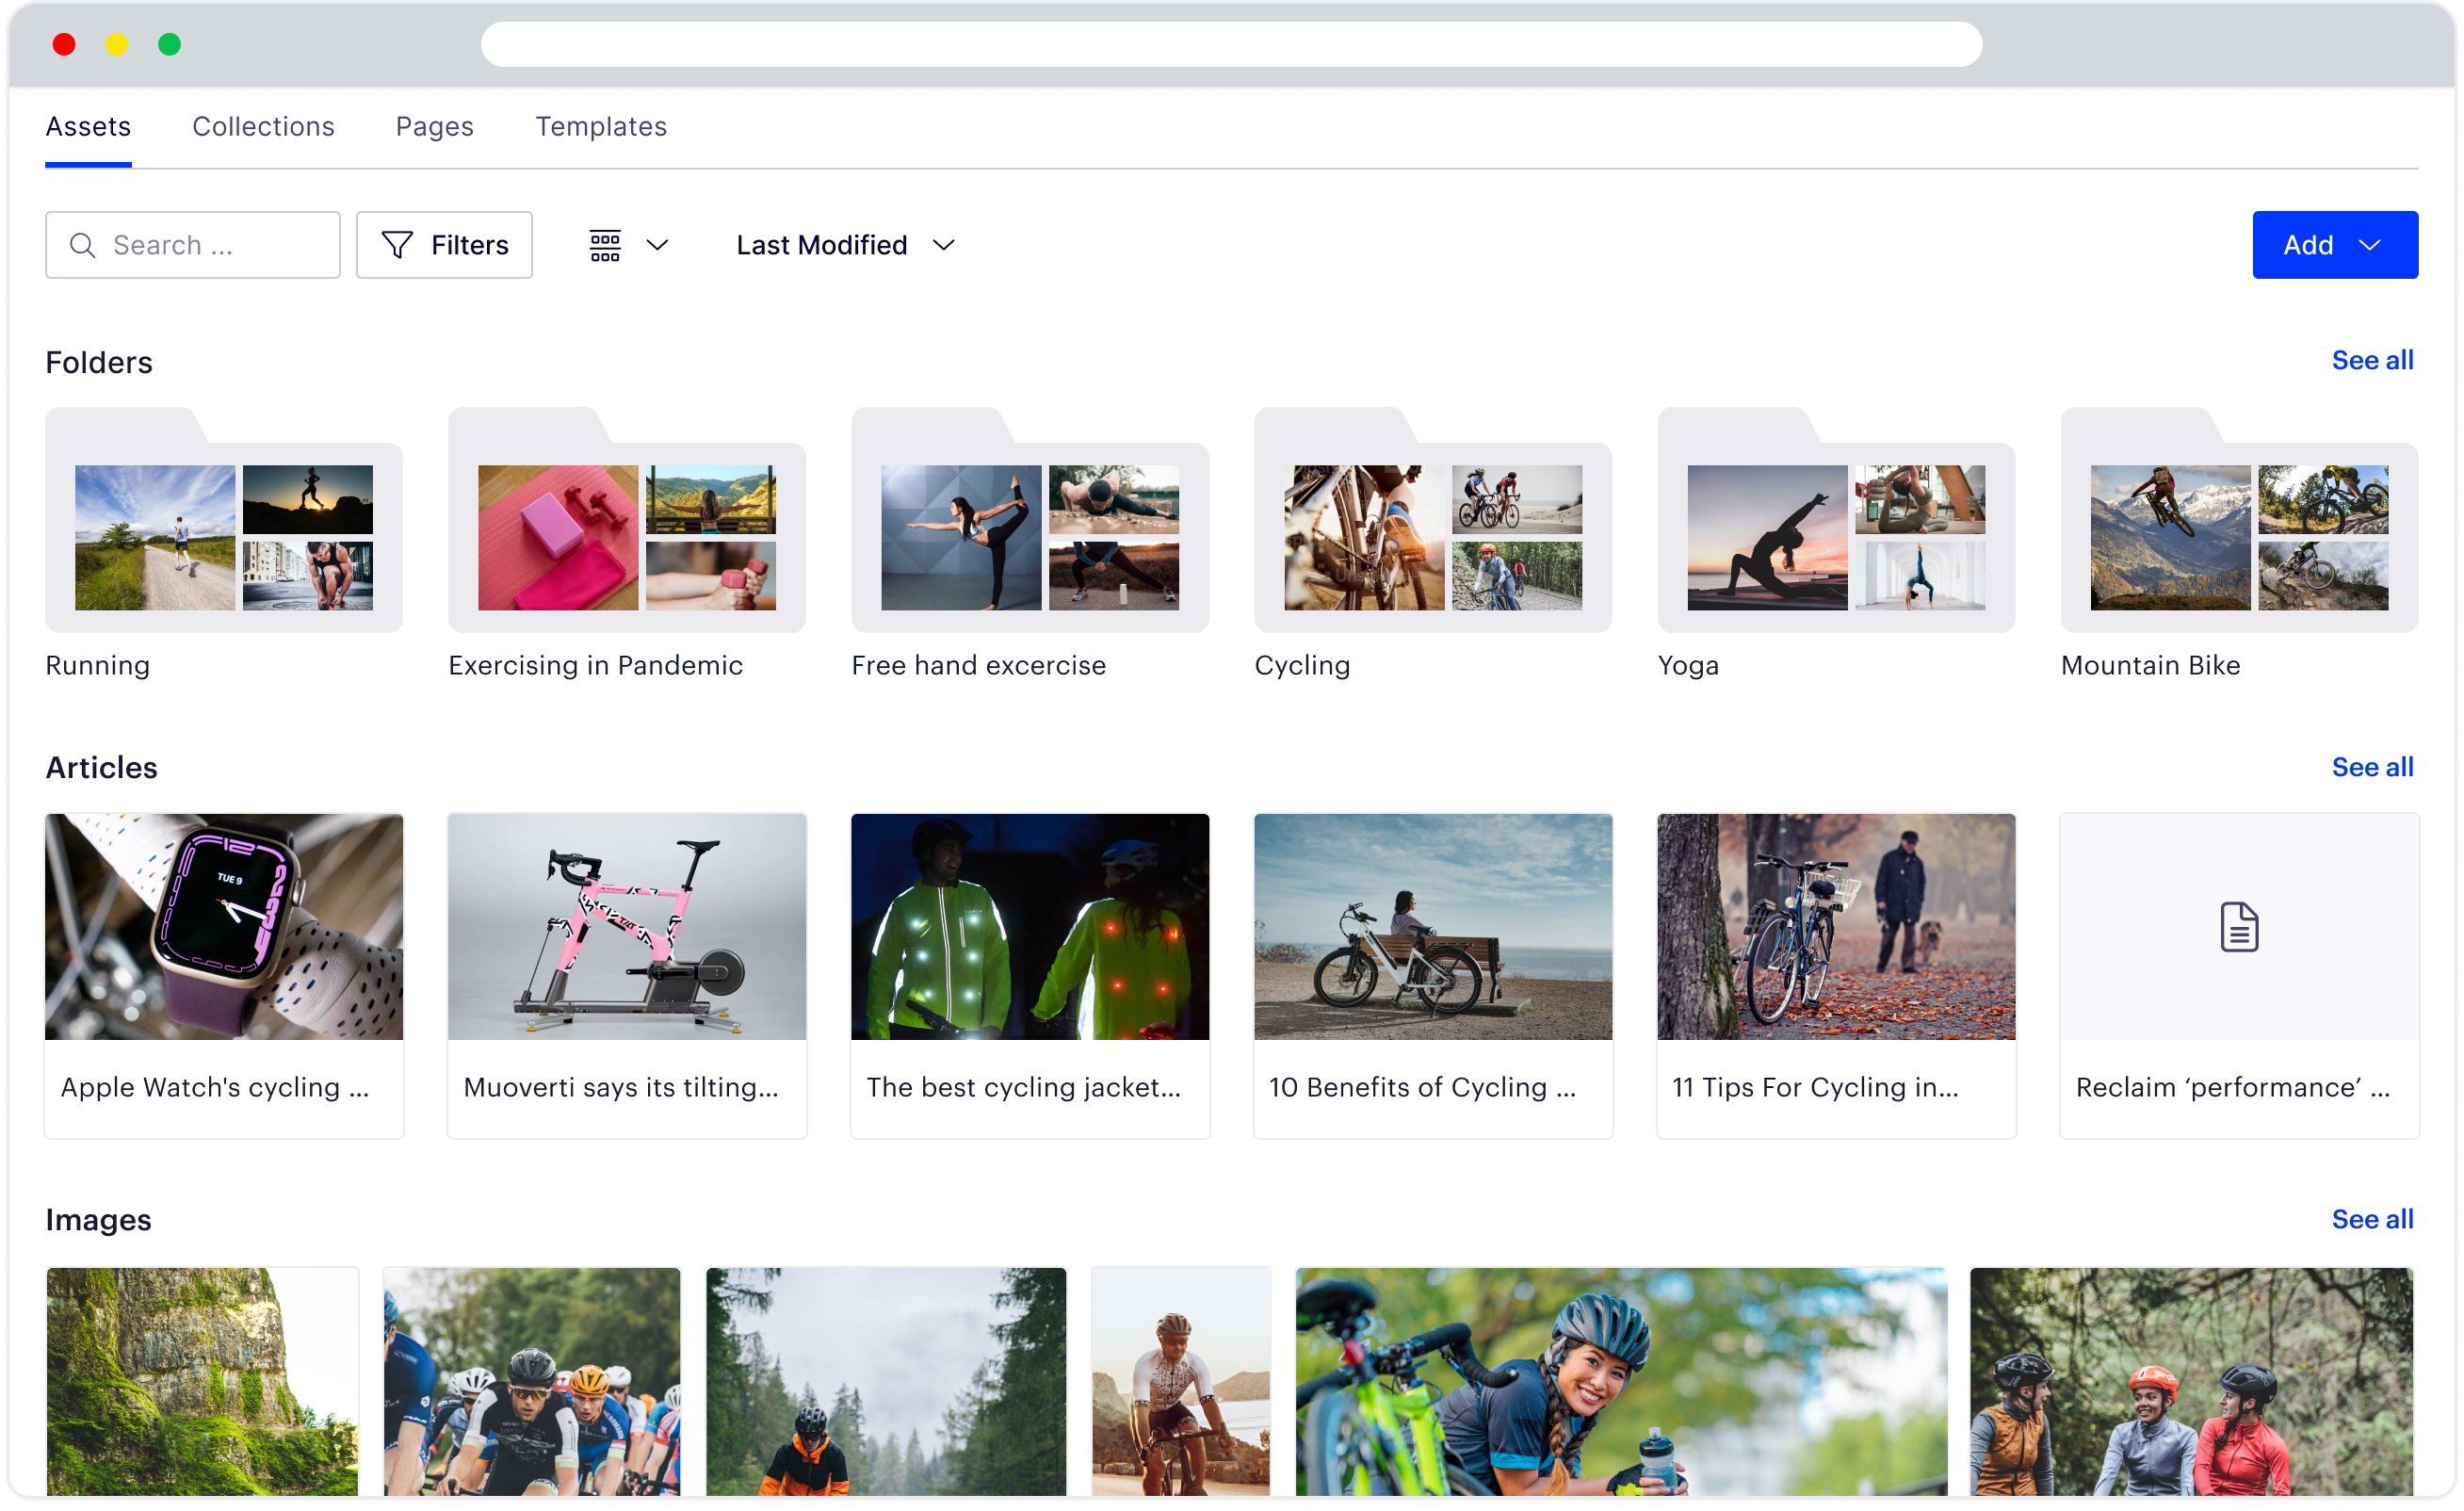 Assets Collections Pages Templates
Search ... Filters Last Modified Add
Folders See all
Running Exercising in Pandemic Free hand excercise Cycling Yoga Mountain Bike
Articles See all
TUE 9
Apple Watch's cycling ... Muoverti says its tilting... The best cycling jacket... 10 Benefits of Cycling ... 11 Tips For Cycling in... Reclaim ‘performance’ ...
Images See all